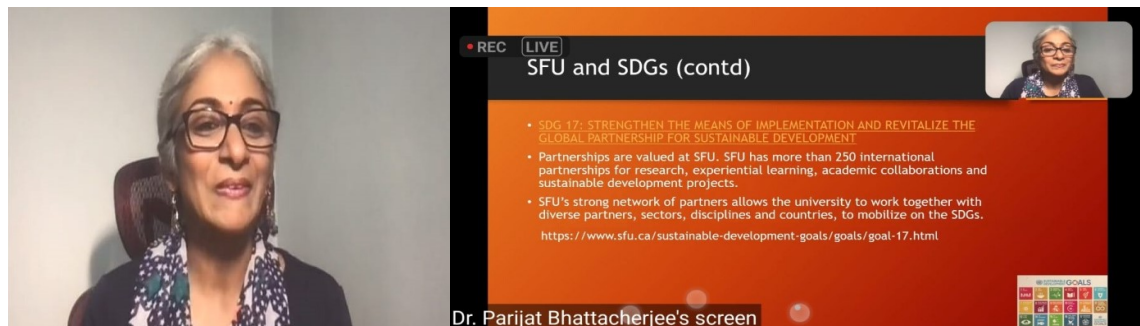 REC LIVE
SFU and SDGs (contd)
• SDG 17: STRENGTHEN THE MEANS OF IMPLEMENTATION AND REVITALIZE THE
GLOBAL PARTNERSHIP FOR SUSTAINABLE DEVELOPMENT
• Partnerships are valued at SFU. SFU has more than 250 international
partnerships for research, experiential learning, academic collaborations and
sustainable development projects.
• SFU's strong network of partners allows the university to work together with
diverse partners, sectors, disciplines and countries, to mobilize on the SDGs.
https://www.sfu.ca/sustainable-development-goals/goals/goal-17.html
GOALS
Dr. Parijat Bhattacherjee's screen